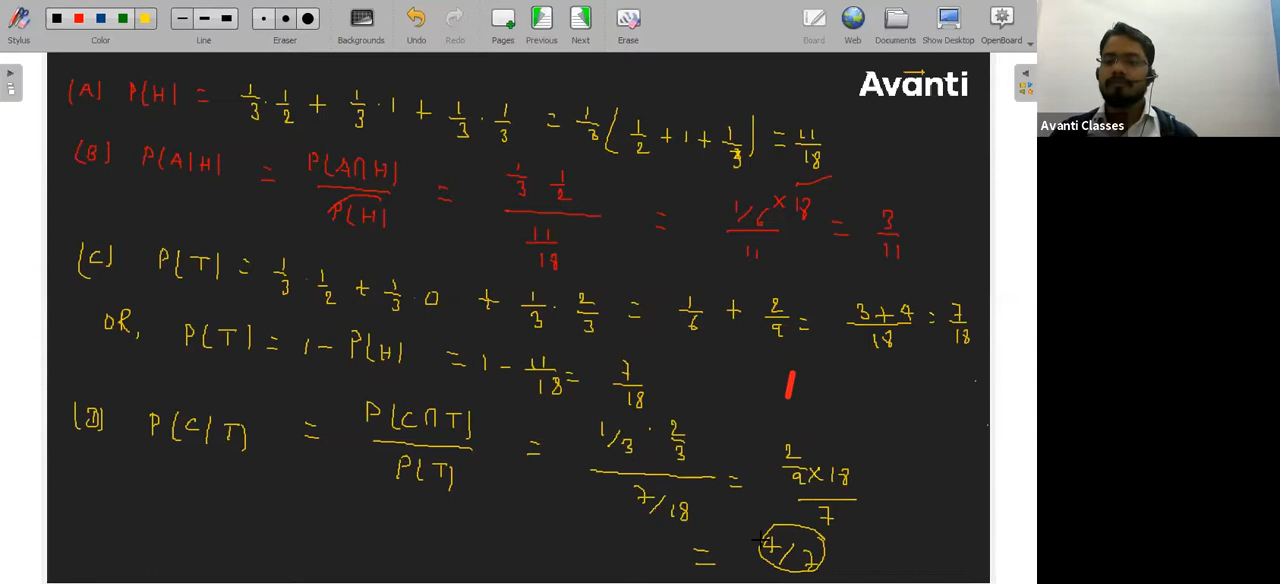 Stylus Color Line Eraser Backgrounds Undo Redo Pages Previous Next Erase Board Web Documents Show Desktop OpenBoard
Avanti
Avanti Classes
(A) P(H) = 1/3 · 1/2 + 1/3 · 1 + 1/3 · 1/3 = 1/3 ( 1/2 + 1 + 1/3 ) = 11/18
(B) P(A|H) = P(A∩H)/P(H) = 1/3 1/2 / 11/18 = 1/6 × 18 / 11 = 3/11
(C) P(T) = 1/3 · 1/2 + 1/3 · 0 + 1/3 · 2/3 = 1/6 + 2/9 = 3+4/18 = 7/18
OR, P(T) = 1 - P(H) = 1 - 11/18 = 7/18
(D) P(C/T) = P(C∩T)/P(T) = 1/3 · 2/3 / 7/18 = 2/9 × 18 / 7
= 4/7